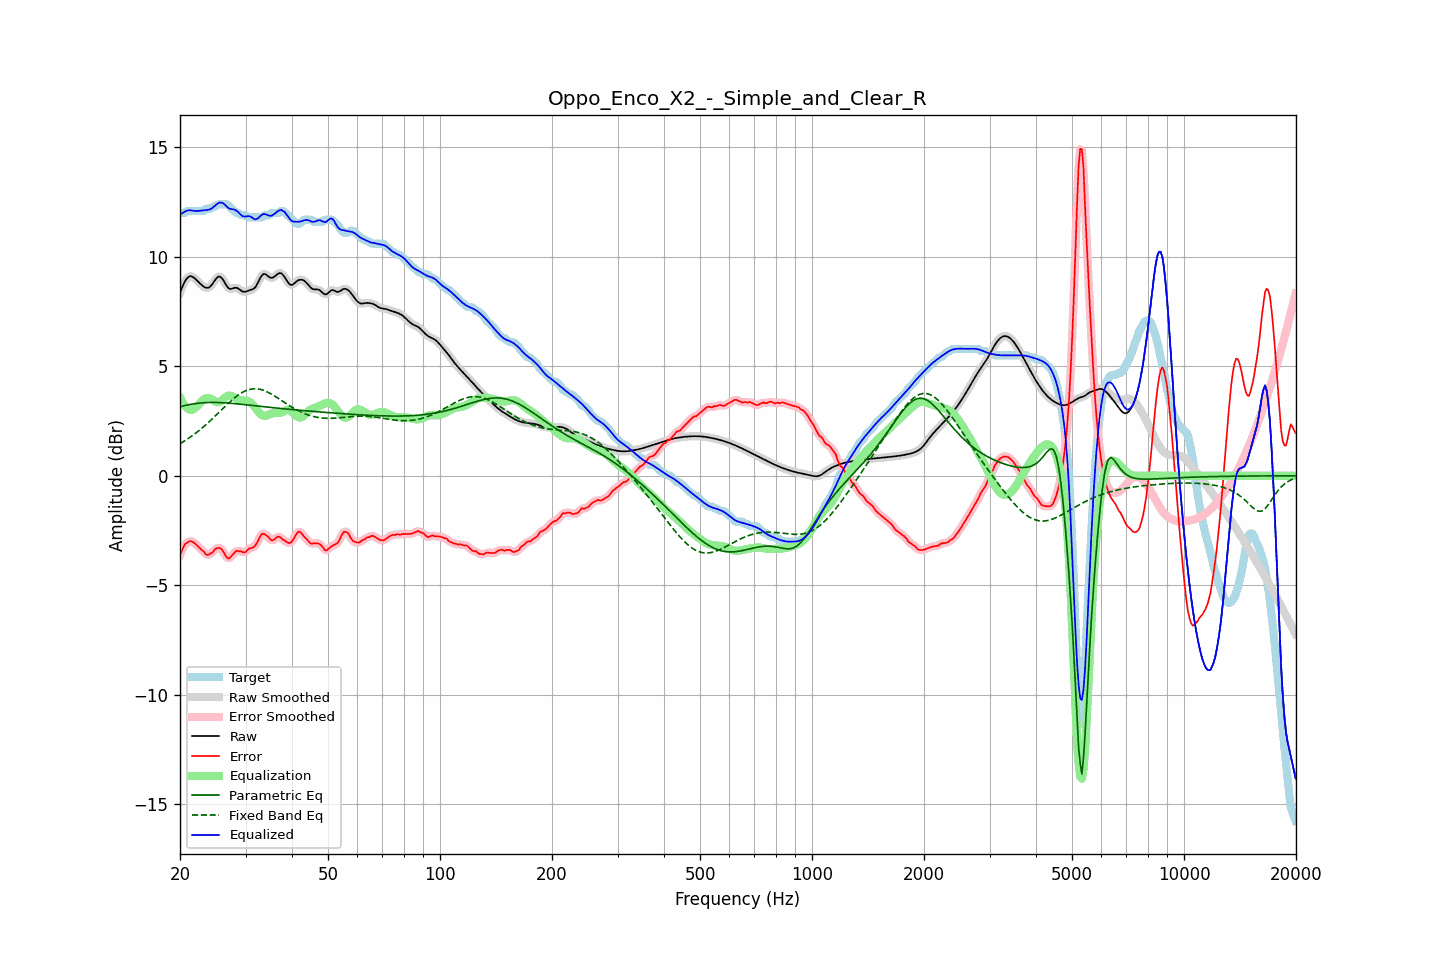 Oppo_Enco_X2_-_Simple_and_Clear_R
15
10
5
0
−5
−10
−15
Amplitude (dBr)
Target
Raw Smoothed
Error Smoothed
Raw
Error
Equalization
Parametric Eq
Fixed Band Eq
Equalized
20 50 100 200 500 1000 2000 5000 10000 20000
Frequency (Hz)